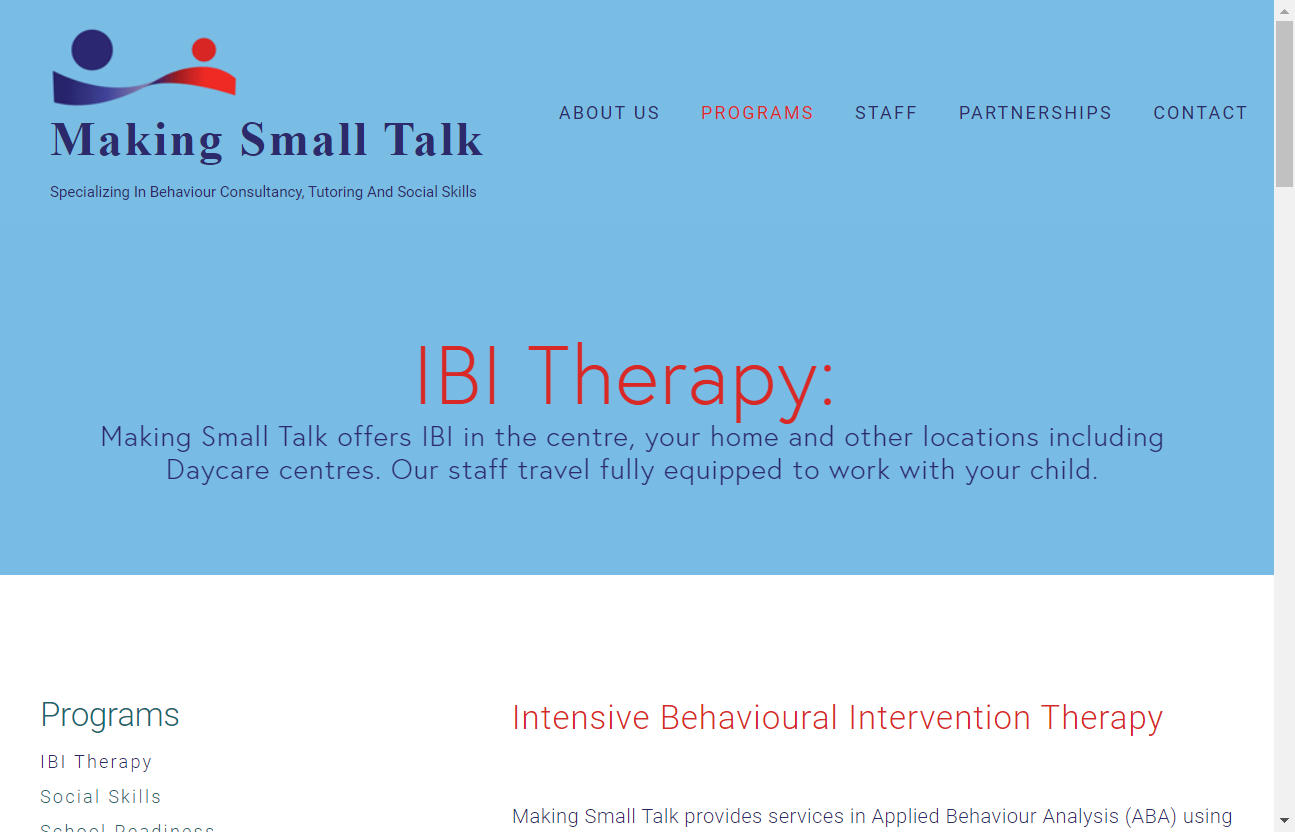 Making Small Talk
Specializing In Behaviour Consultancy, Tutoring And Social Skills
ABOUT US
PROGRAMS
STAFF
PARTNERSHIPS
CONTACT
IBI Therapy:
Making Small Talk offers IBI in the centre, your home and other locations including
Daycare centres. Our staff travel fully equipped to work with your child.
Programs
IBI Therapy
Social Skills
School Readiness
Intensive Behavioural Intervention Therapy
Making Small Talk provides services in Applied Behaviour Analysis (ABA) using